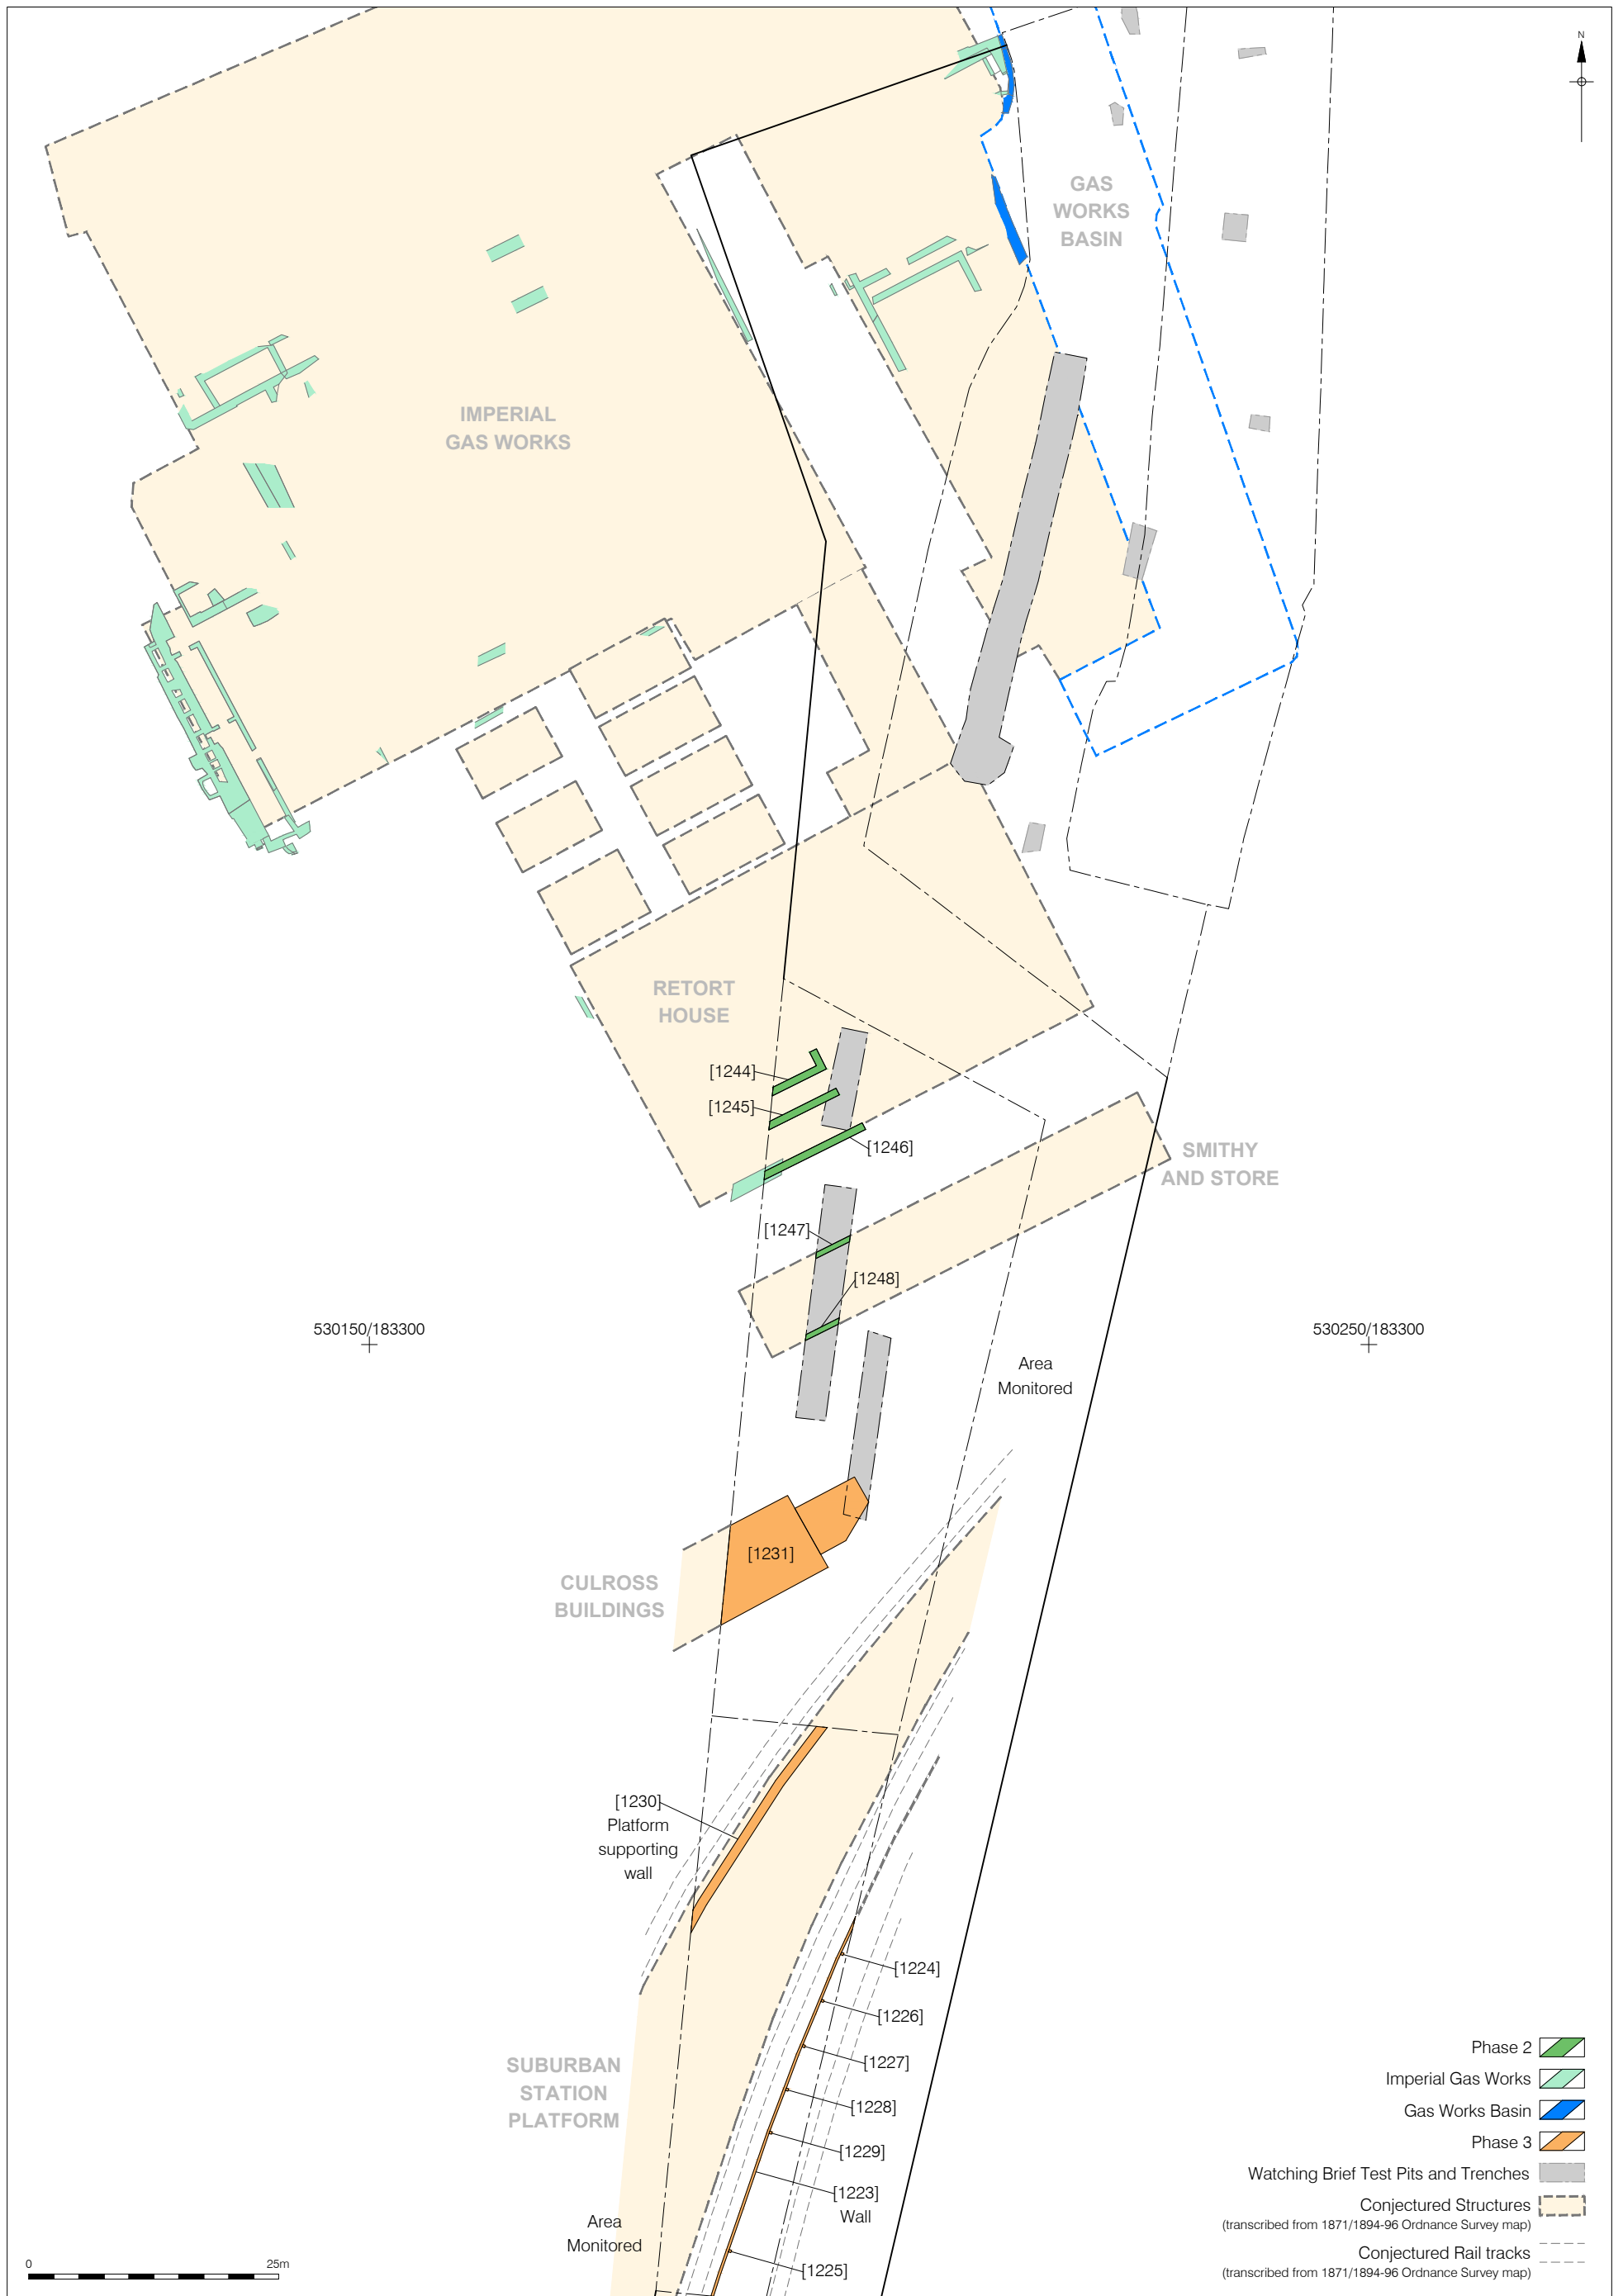 N
GAS
WORKS
BASIN
IMPERIAL
GAS WORKS
RETORT
HOUSE
[1244]
[1245]
[1246]
SMITHY
AND STORE
[1247]
[1248]
530150/183300
530250/183300
Area
Monitored
[1231]
CULROSS
BUILDINGS
[1230]
Platform
supporting
wall
[1224]
[1226]
[1227]
[1228]
[1229]
[1223]
Wall
[1225]
SUBURBAN
STATION
PLATFORM
Area
Monitored
0 25m
Phase 2
Imperial Gas Works
Gas Works Basin
Phase 3
Watching Brief Test Pits and Trenches
Conjectured Structures
(transcribed from 1871/1894-96 Ordnance Survey map)
Conjectured Rail tracks
(transcribed from 1871/1894-96 Ordnance Survey map)